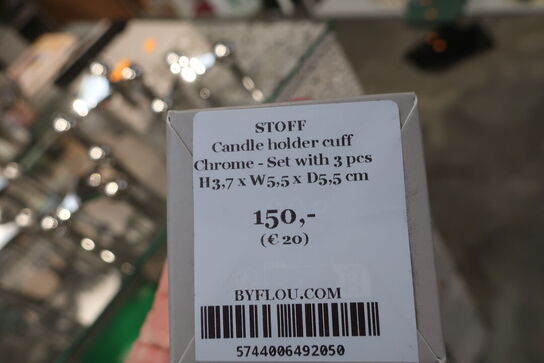 STOFF
Candle holder cuff
Chrome - Set with 3 pcs
H3,7 x W5,5 x D5,5 cm
150,-
(€ 20)
BYFLOU.COM
5744006492050